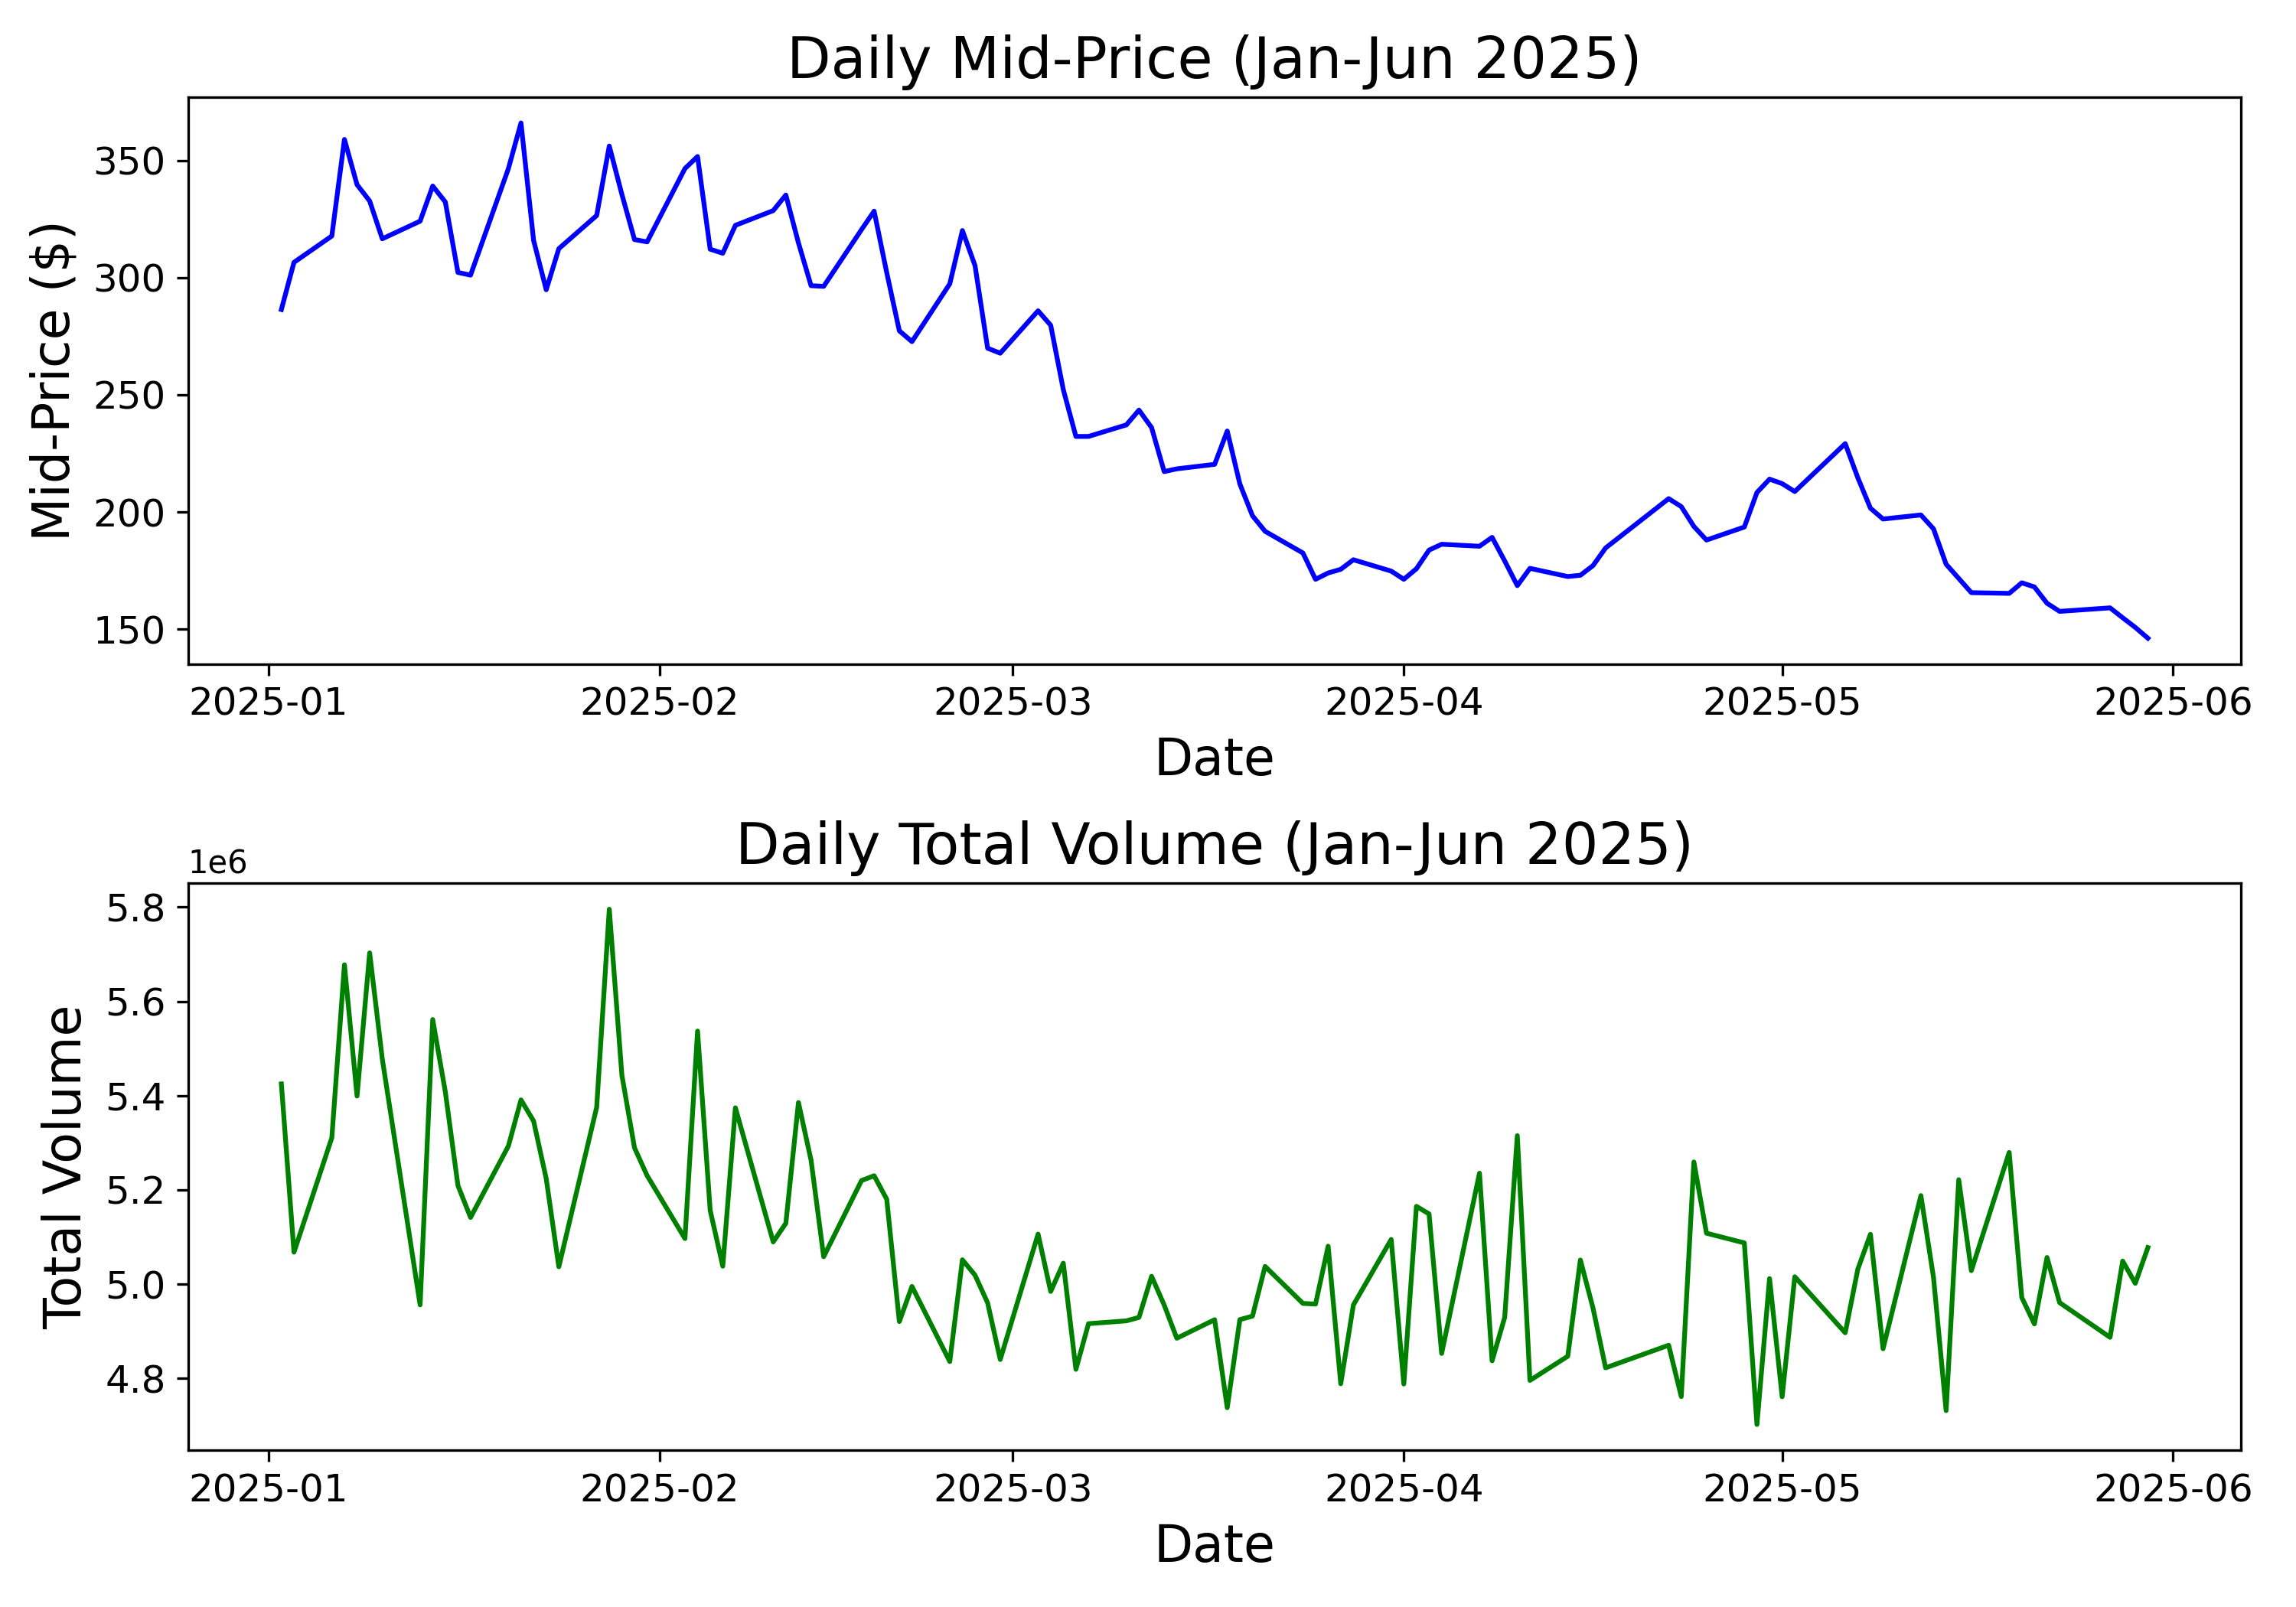 Daily Mid-Price (Jan-Jun 2025)
Mid-Price ($)
350
300
250
200
150
2025-01 2025-02 2025-03 2025-04 2025-05 2025-06
Date
Daily Total Volume (Jan-Jun 2025)
1e6
Total Volume
5.8
5.6
5.4
5.2
5.0
4.8
2025-01 2025-02 2025-03 2025-04 2025-05 2025-06
Date